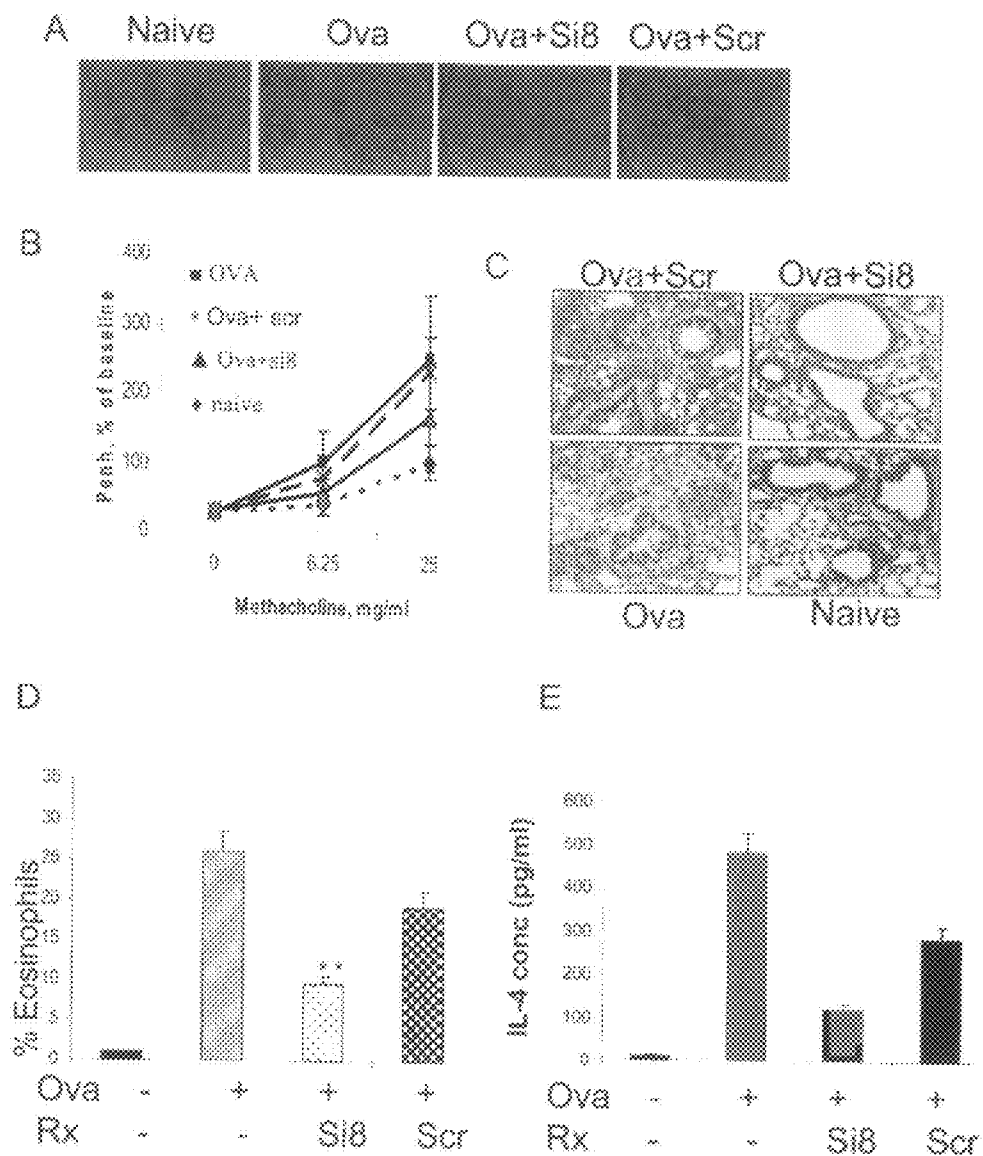 A
Naive Ova Ova+Si8 Ova+Scr
B
400
300
200
100
0
Penh, % of baseline
OVA
Ova+ scr
Ova+si8
naive
0 6.25 25
Methacholine, mg/ml
C
Ova+Scr Ova+Si8
Ova Naive
D
35
30
25
20
15
10
5
0
% Eosinophils
**
Ova - + + +
Rx - - Si8 Scr
E
600
500
400
300
200
100
0
IL-4 conc (pg/ml)
Ova - + + +
Rx - - Si8 Scr